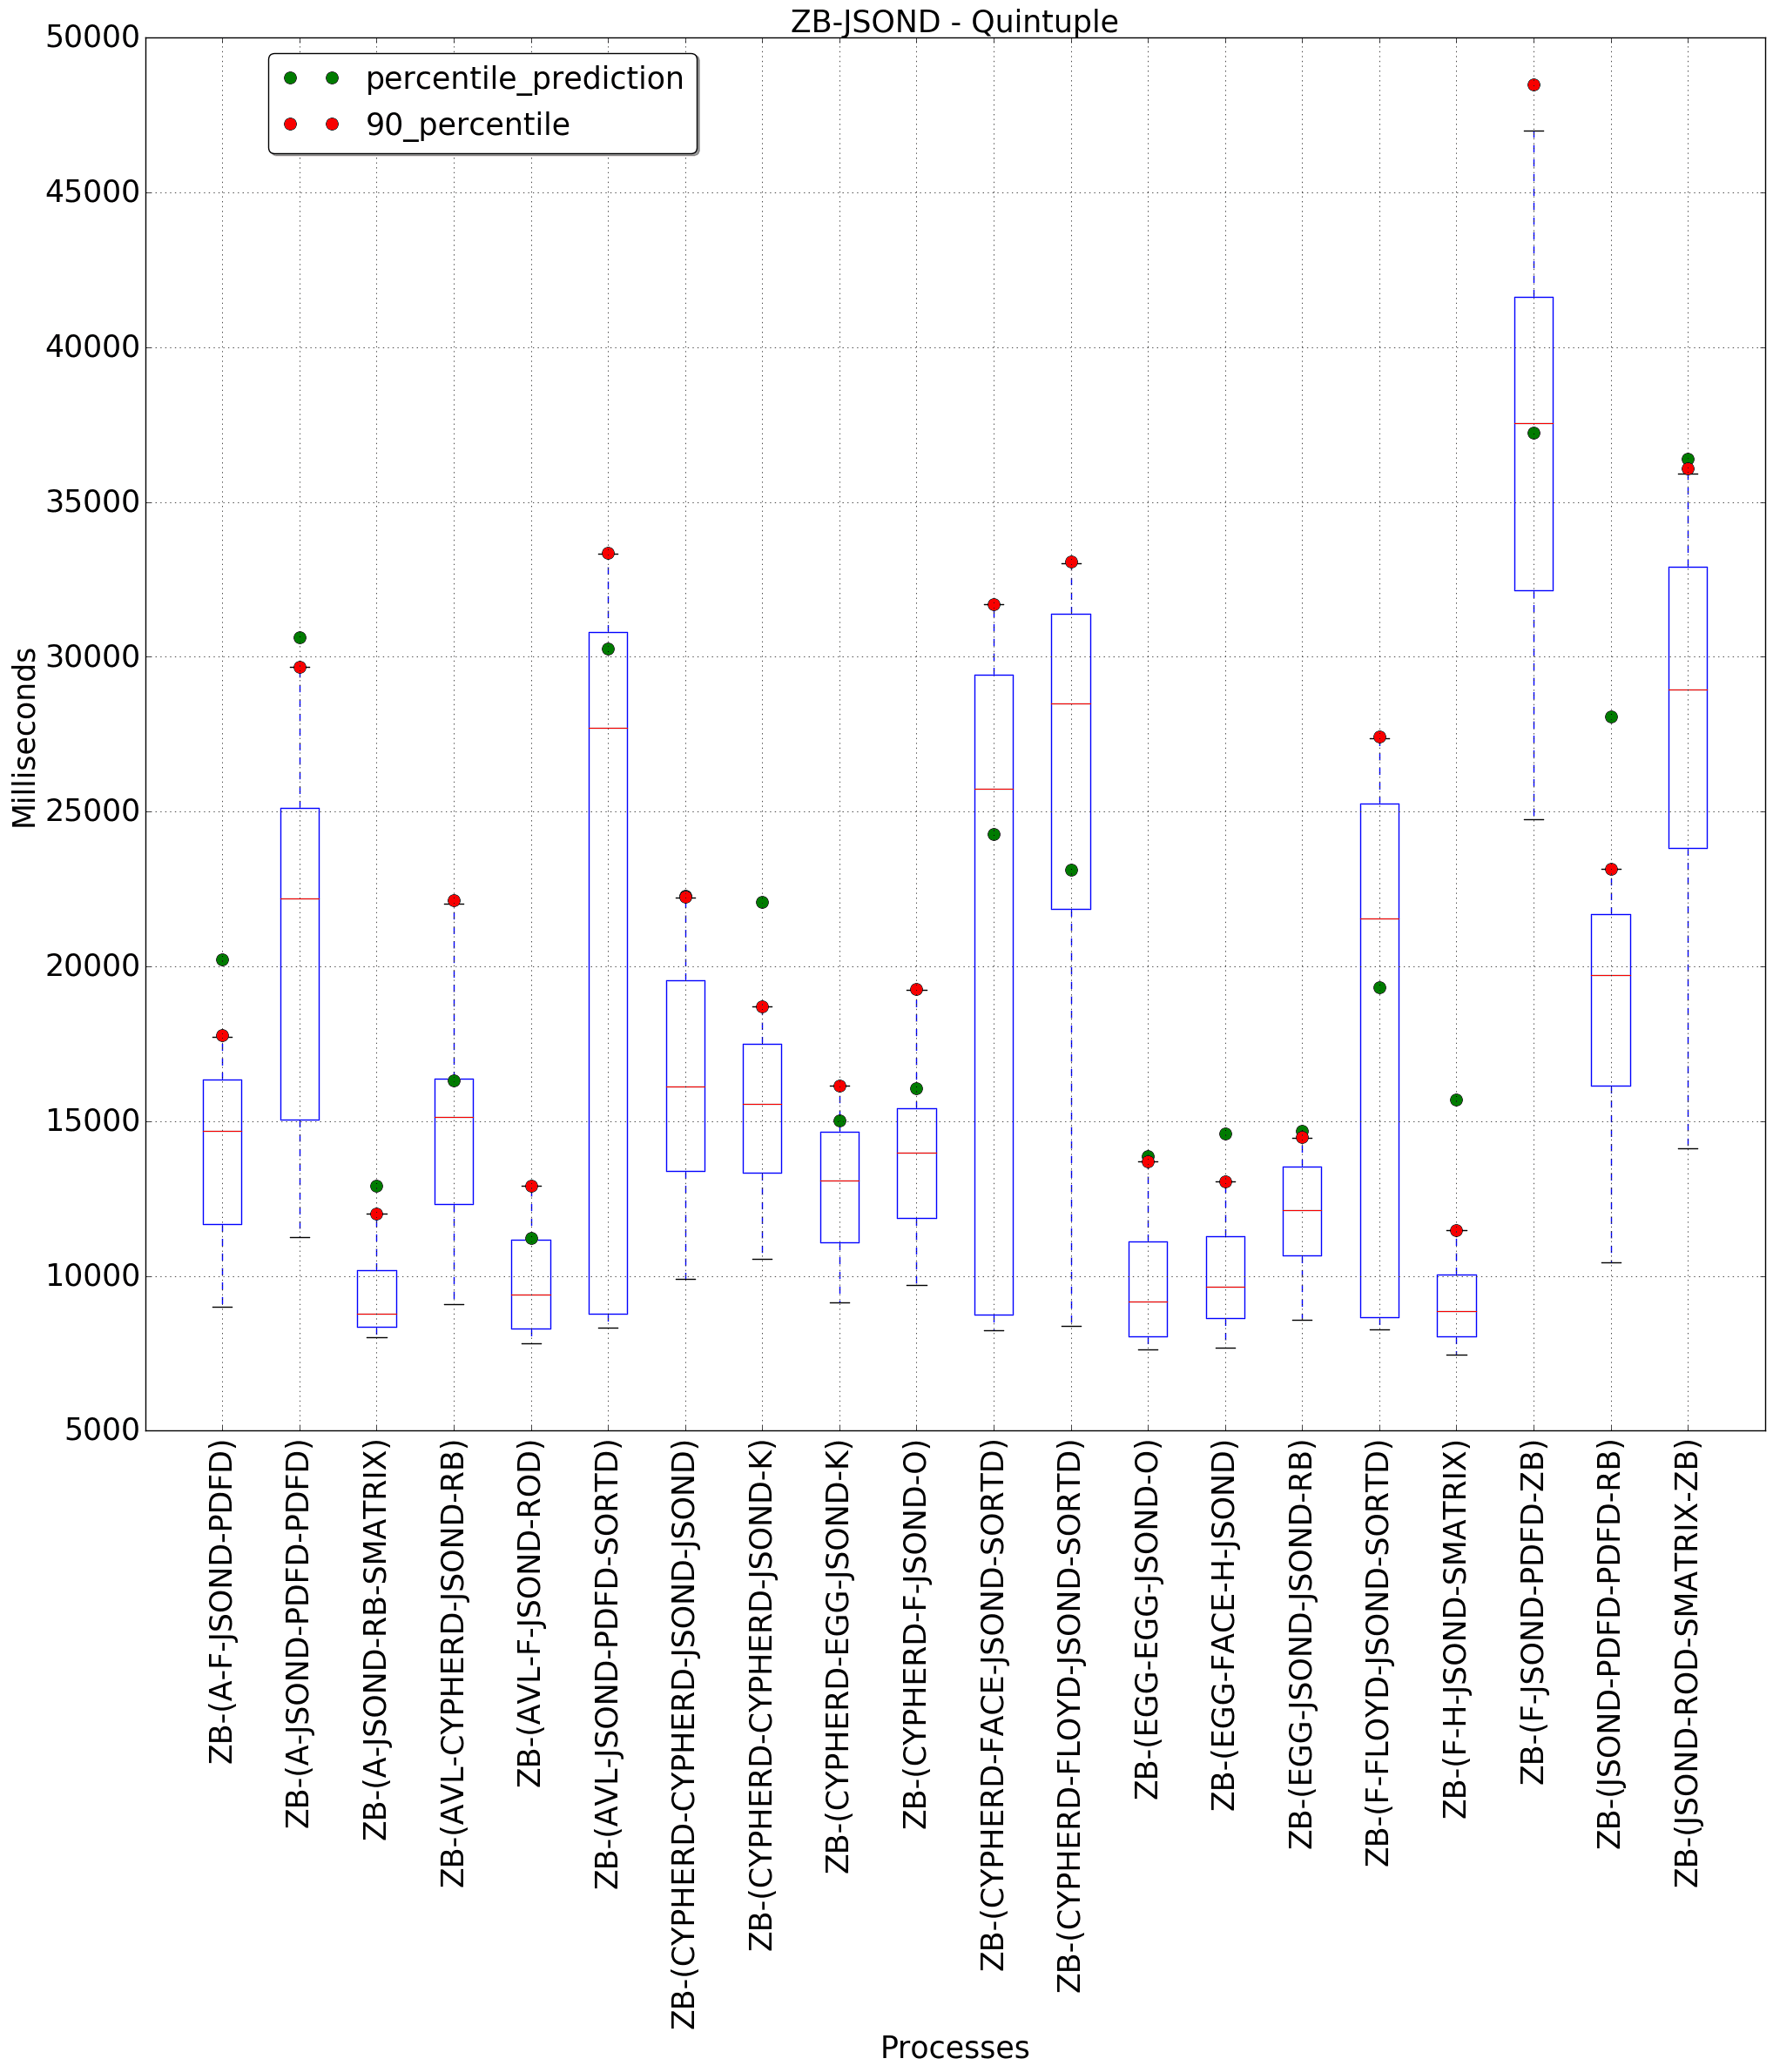 ZB-JSOND - Quintuple
percentile_prediction
90_percentile
50000
45000
40000
35000
30000
25000
20000
15000
10000
5000
Milliseconds
ZB-(A-F-JSOND-PDFD)
ZB-(A-JSOND-PDFD-PDFD)
ZB-(A-JSOND-RB-SMATRIX)
ZB-(AVL-CYPHERD-JSOND-RB)
ZB-(AVL-F-JSOND-ROD)
ZB-(AVL-JSOND-PDFD-SORTD)
ZB-(CYPHERD-CYPHERD-JSOND-JSOND)
ZB-(CYPHERD-CYPHERD-JSOND-K)
ZB-(CYPHERD-EGG-JSOND-K)
ZB-(CYPHERD-F-JSOND-O)
ZB-(CYPHERD-FACE-JSOND-SORTD)
ZB-(CYPHERD-FLOYD-JSOND-SORTD)
ZB-(EGG-EGG-JSOND-O)
ZB-(EGG-FACE-H-JSOND)
ZB-(EGG-JSOND-JSOND-RB)
ZB-(F-FLOYD-JSOND-SORTD)
ZB-(F-H-JSOND-SMATRIX)
ZB-(F-JSOND-PDFD-ZB)
ZB-(JSOND-PDFD-PDFD-RB)
ZB-(JSOND-ROD-SMATRIX-ZB)
Processes